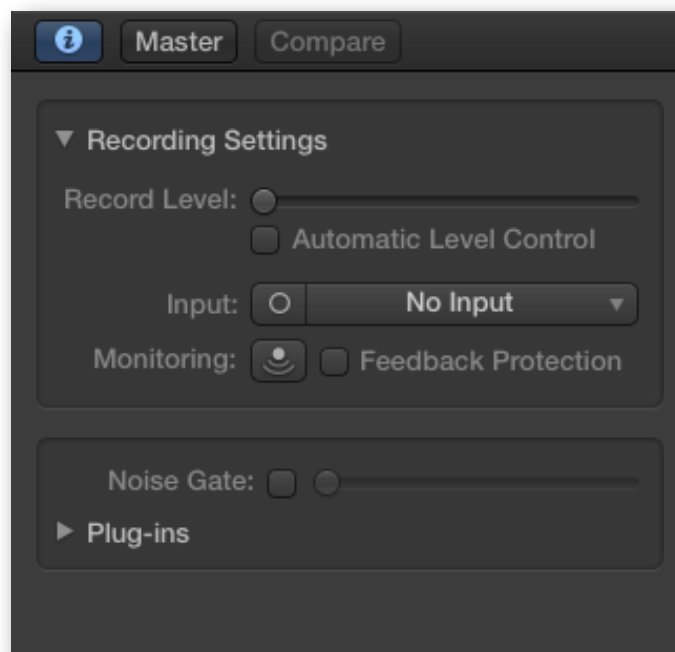 Master Compare
Recording Settings
Record Level:
Automatic Level Control
Input: No Input
Monitoring: Feedback Protection
Noise Gate:
Plug-ins